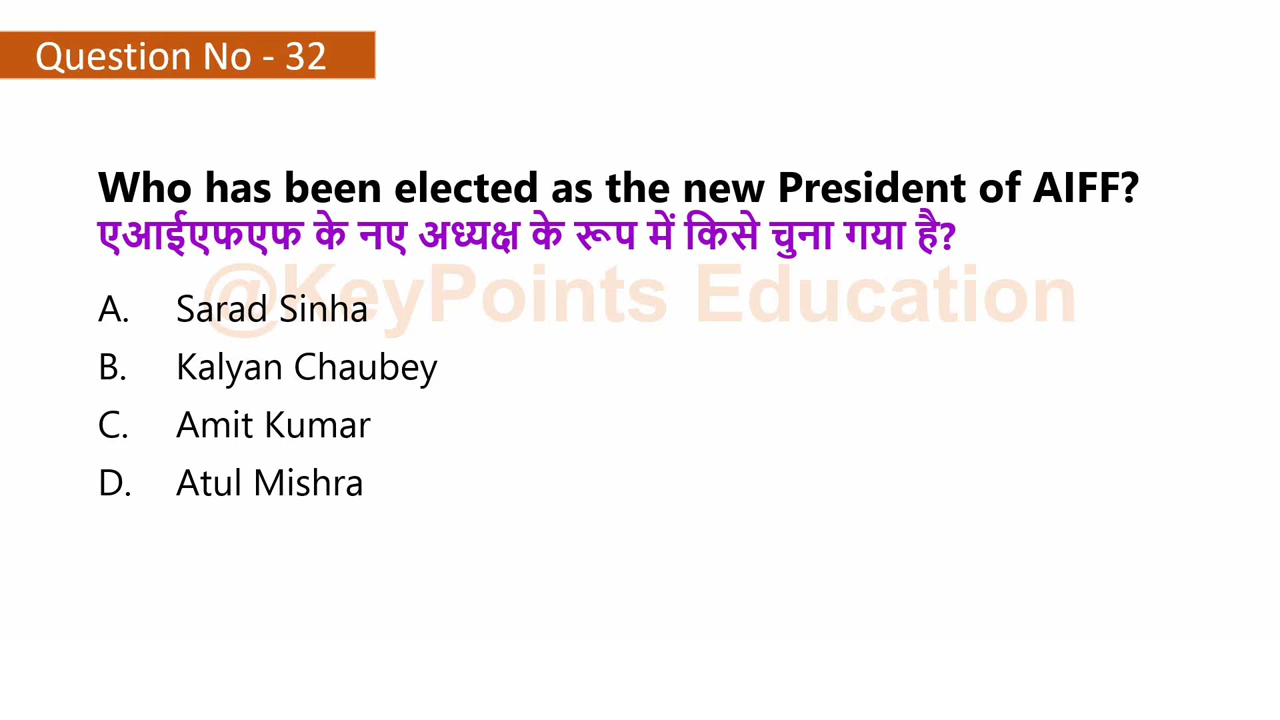 Question No - 32
Who has been elected as the new President of AIFF?
एआईएफएफ के नए अध्यक्ष के रूप में किसे चुना गया है?
@KeyPoints Education
A. Sarad Sinha
B. Kalyan Chaubey
C. Amit Kumar
D. Atul Mishra